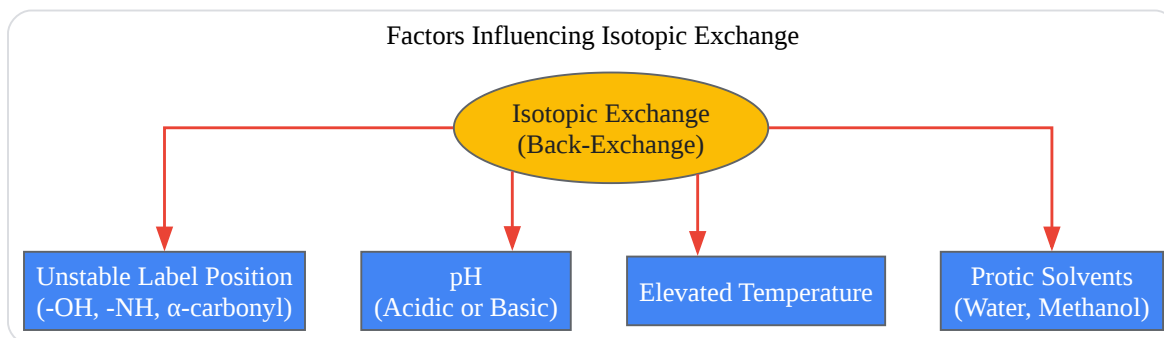 Factors Influencing Isotopic Exchange
Isotopic Exchange
(Back-Exchange)
Unstable Label Position
(-OH, -NH, α-carbonyl)
pH
(Acidic or Basic)
Elevated Temperature
Protic Solvents
(Water, Methanol)